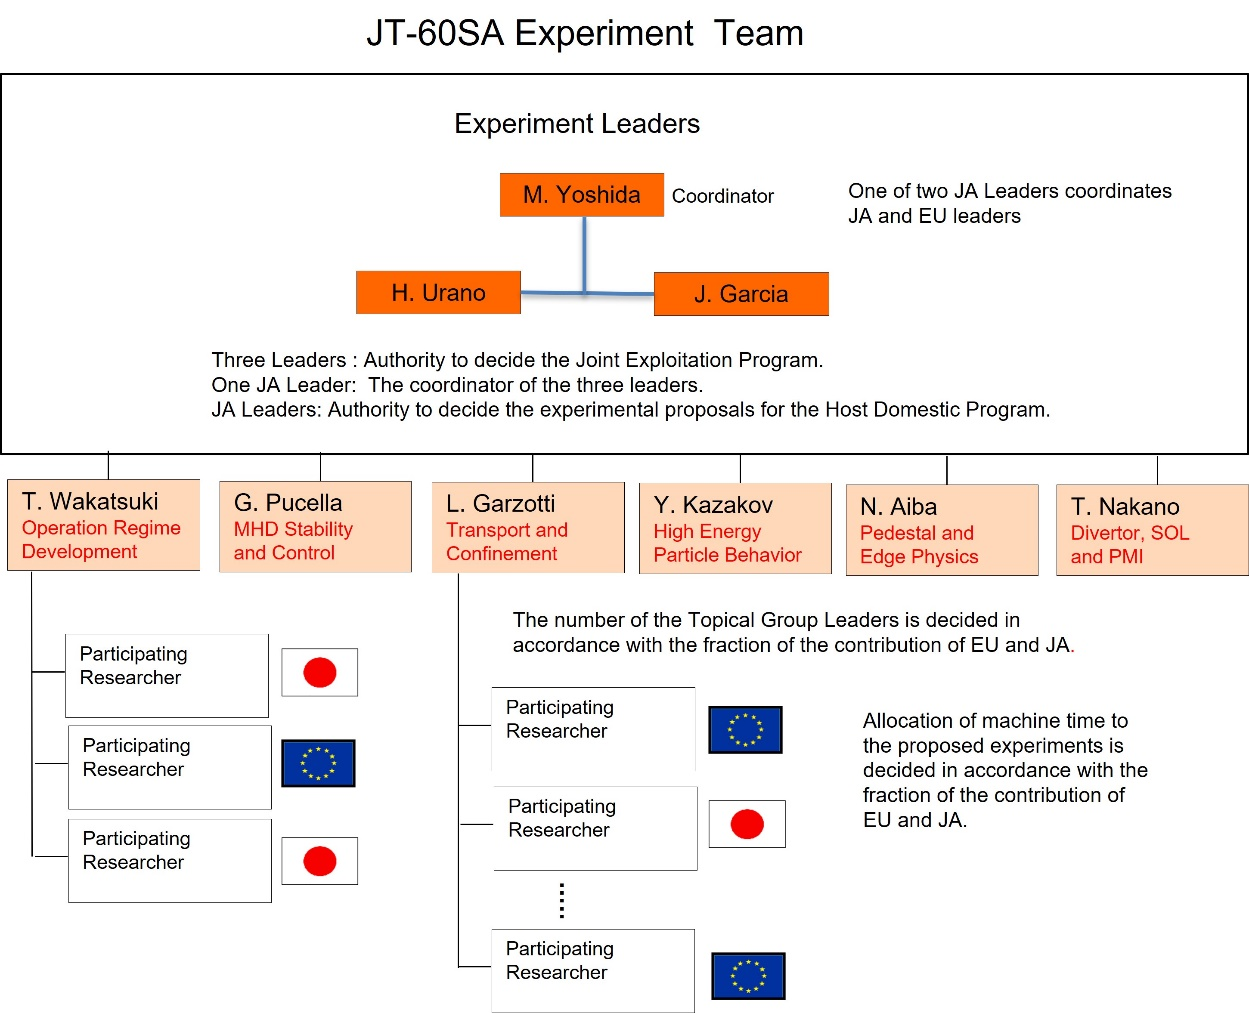 JT-60SA Experiment Team
Experiment Leaders
M. Yoshida
Coordinator
One of two JA Leaders coordinates
JA and EU leaders
H. Urano
J. Garcia
Three Leaders : Authority to decide the Joint Exploitation Program.
One JA Leader: The coordinator of the three leaders.
JA Leaders: Authority to decide the experimental proposals for the Host Domestic Program.
T. Wakatsuki
Operation Regime
Development
G. Pucella
MHD Stability
and Control
L. Garzotti
Transport and
Confinement
Y. Kazakov
High Energy
Particle Behavior
N. Aiba
Pedestal and
Edge Physics
T. Nakano
Divertor, SOL
and PMI
Participating
Researcher
Participating
Researcher
Participating
Researcher
The number of the Topical Group Leaders is decided in
accordance with the fraction of the contribution of EU and JA.
Participating
Researcher
Participating
Researcher
Participating
Researcher
Allocation of machine time to
the proposed experiments is
decided in accordance with the
fraction of the contribution of
EU and JA.